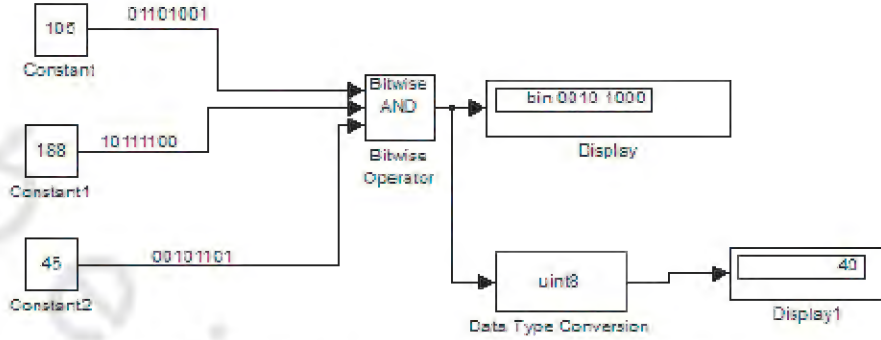 105
01101001
Constant
188
10111100
Constant1
45
00101101
Constant2
Bitwise
AND
Bitwise
Operator
bin 0010 1000
Display
uint8
Data Type Conversion
40
Display1